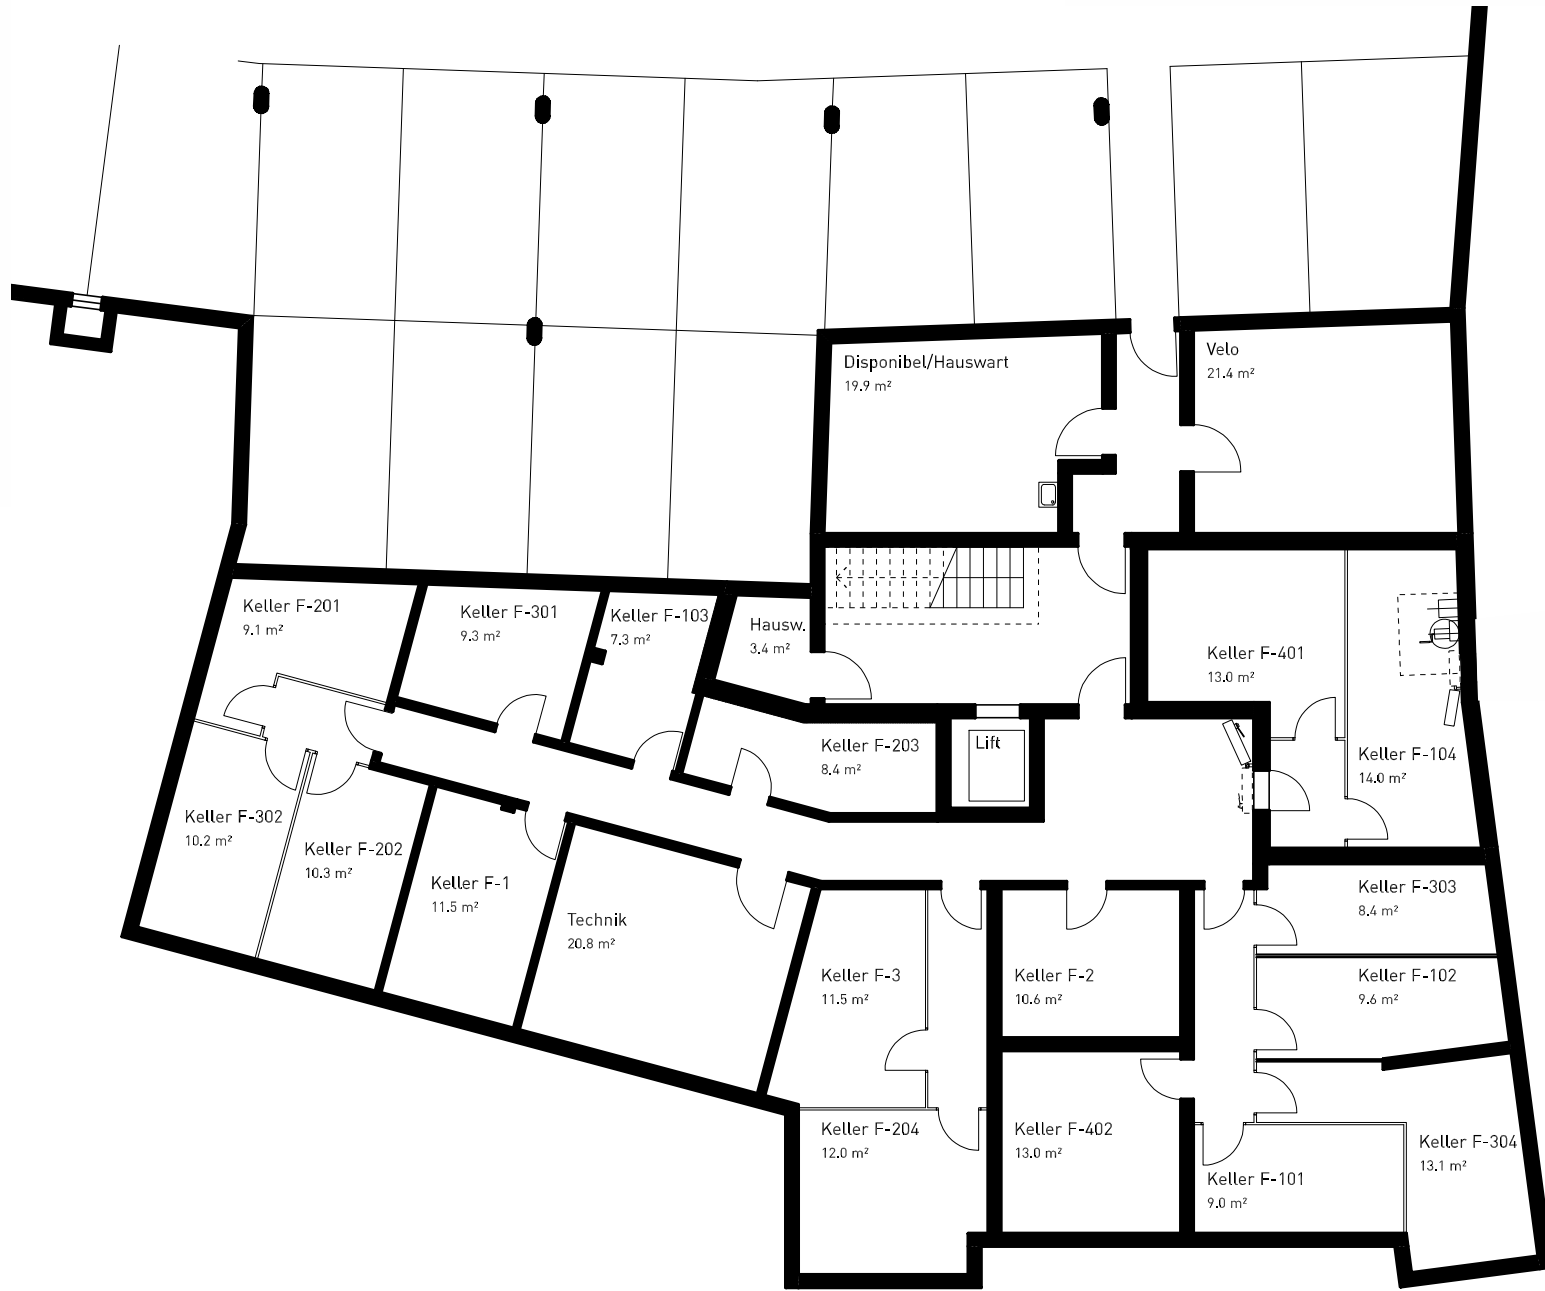 Velo
21.4 m²
Disponibel/Hauswart
19.9 m²
Keller F-201
9.1 m²
Keller F-301
9.3 m²
Keller F-103
7.3 m²
Hausw.
3.4 m²
Keller F-401
13.0 m²
Keller F-203
8.4 m²
Lift
Keller F-104
14.0 m²
Keller F-302
10.2 m²
Keller F-202
10.3 m²
Keller F-1
11.5 m²
Technik
20.8 m²
Keller F-303
8.4 m²
Keller F-3
11.5 m²
Keller F-2
10.6 m²
Keller F-102
9.6 m²
Keller F-204
12.0 m²
Keller F-402
13.0 m²
Keller F-304
13.1 m²
Keller F-101
9.0 m²